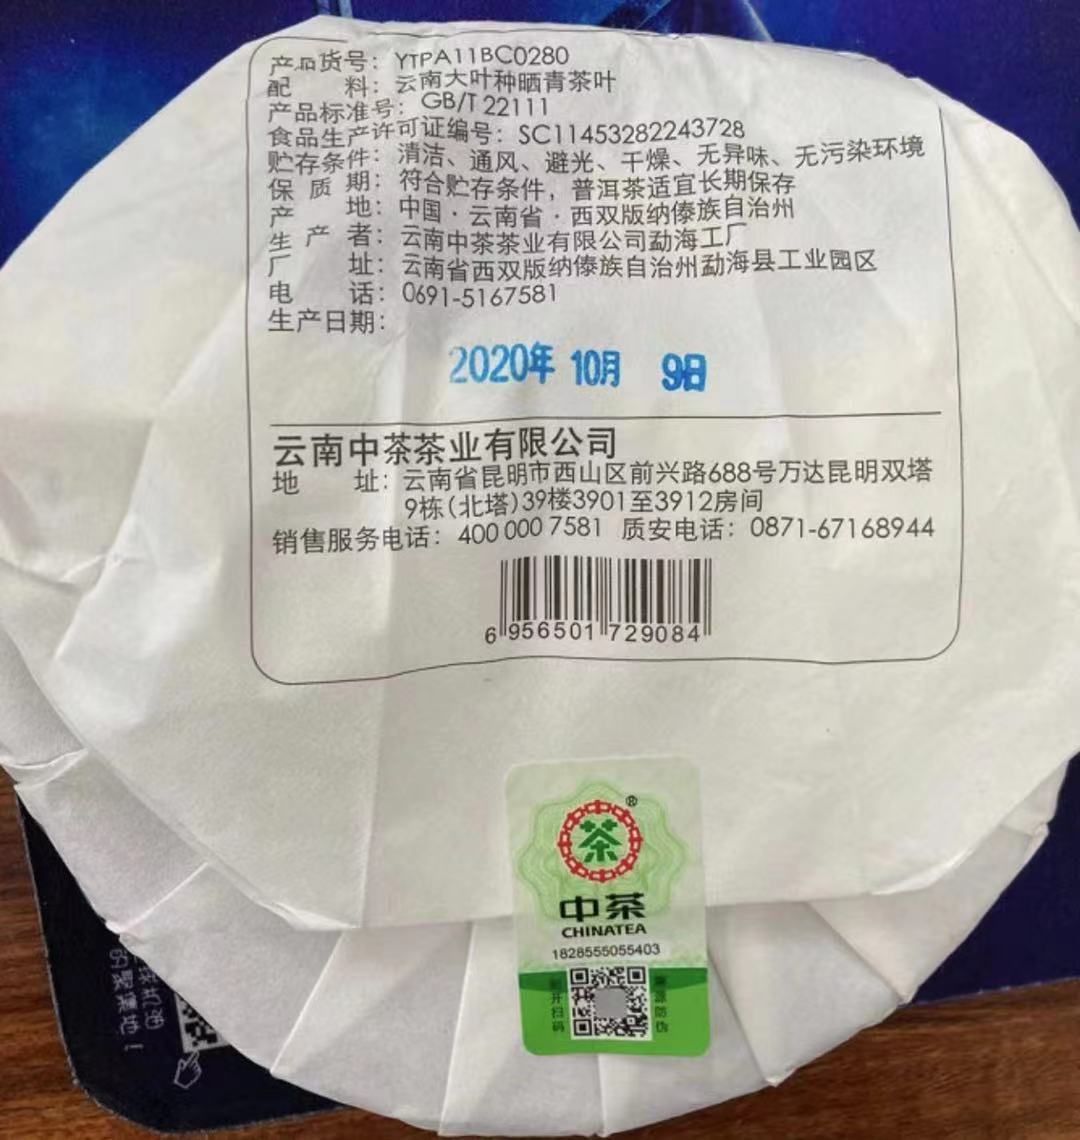 产品货号：YTPA11BC0280
配 料：云南大叶种晒青茶叶
产品标准号：GB/T 22111
食品生产许可证编号：SC11453282243728
贮存条件：清洁、通风、避光、干燥、无异味、无污染环境
保 质 期：符合贮存条件，普洱茶适宜长期保存
产 地：中国·云南省·西双版纳傣族自治州
生 产 者：云南中茶茶业有限公司勐海工厂
厂 址：云南省西双版纳傣族自治州勐海县工业园区
电 话：0691-5167581
生产日期：
2020年 10月 9日
云南中茶茶业有限公司
地 址：云南省昆明市西山区前兴路688号万达昆明双塔
9栋(北塔)39楼3901至3912房间
销售服务电话：400 000 7581 质安电话：0871-67168944
6 956501 729084
茶
®
中茶
CHINATEA
1828555055403
开扫码
防伪